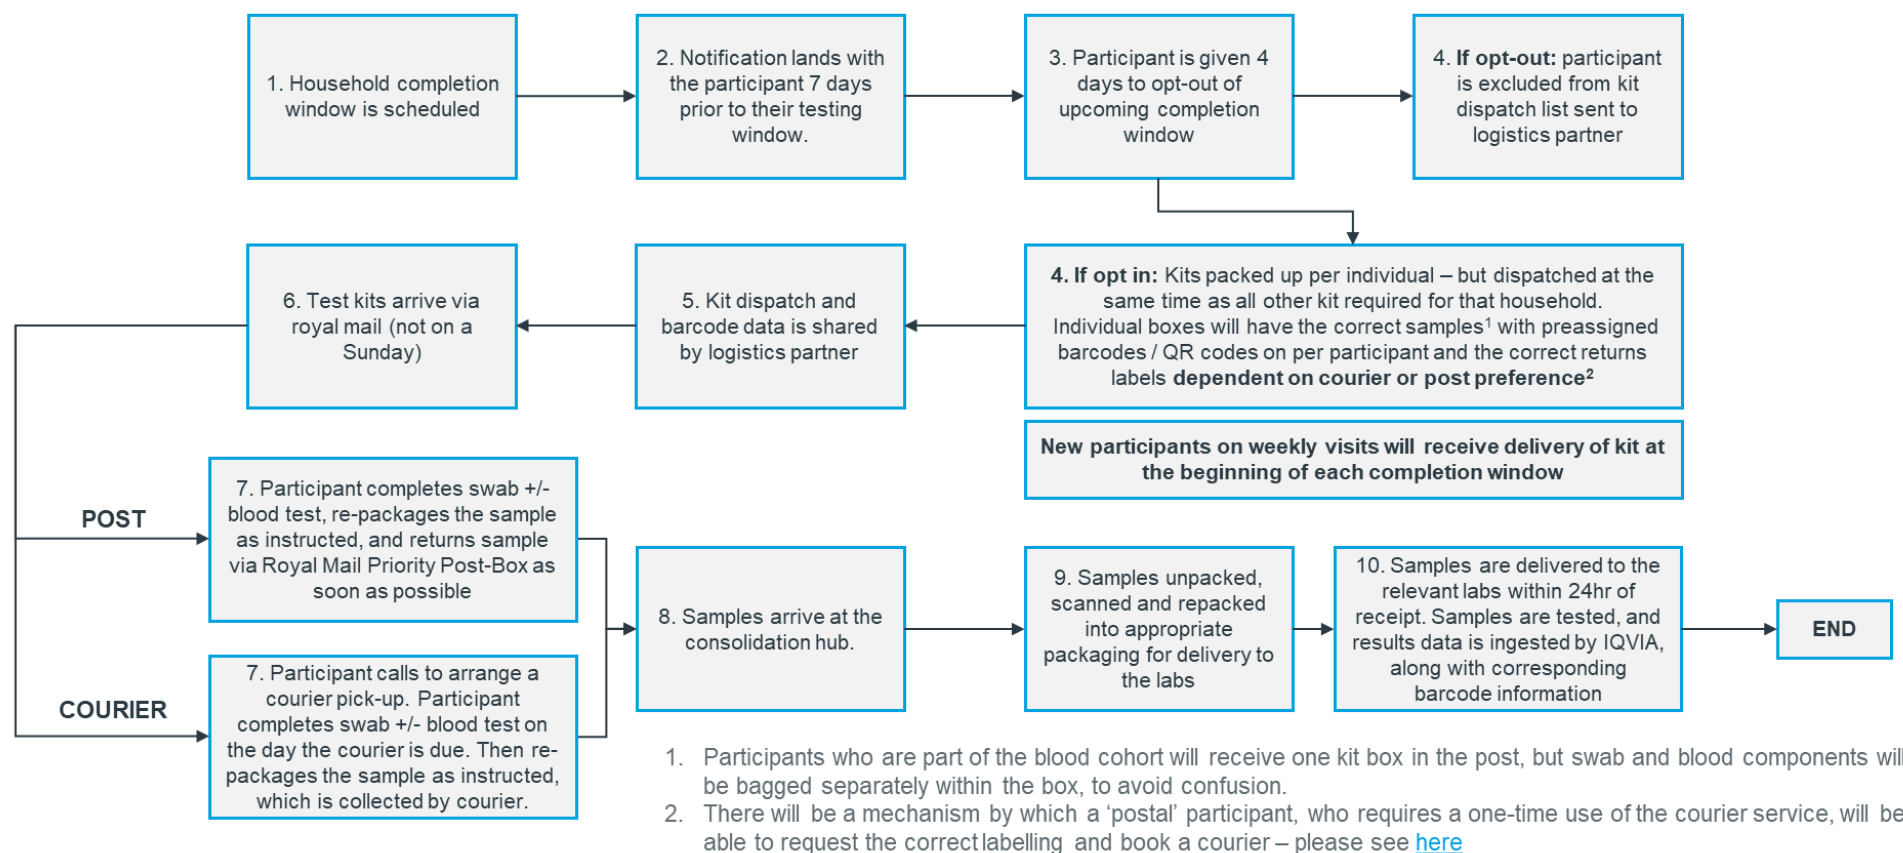 1. Household completion
window is scheduled
2. Notification lands with
the participant 7 days
prior to their testing
window.
3. Participant is given 4
days to opt-out of
upcoming completion
window
4. If opt-out: participant
is excluded from kit
dispatch list sent to
logistics partner
4. If opt in: Kits packed up per individual – but dispatched at the
same time as all other kit required for that household.
Individual boxes will have the correct samples¹ with preassigned
barcodes / QR codes on per participant and the correct returns
labels dependent on courier or post preference²
5. Kit dispatch and
barcode data is shared
by logistics partner
6. Test kits arrive via
royal mail (not on a
Sunday)
New participants on weekly visits will receive delivery of kit at
the beginning of each completion window
POST
7. Participant completes swab +/-
blood test, re-packages the sample
as instructed, and returns sample
via Royal Mail Priority Post-Box as
soon as possible
COURIER
7. Participant calls to arrange a
courier pick-up. Participant
completes swab +/- blood test on
the day the courier is due. Then re-
packages the sample as instructed,
which is collected by courier.
8. Samples arrive at the
consolidation hub.
9. Samples unpacked,
scanned and repacked
into appropriate
packaging for delivery to
the labs
10. Samples are delivered to the
relevant labs within 24hr of
receipt. Samples are tested, and
results data is ingested by IQVIA,
along with corresponding
barcode information
END
1. Participants who are part of the blood cohort will receive one kit box in the post, but swab and blood components will
be bagged separately within the box, to avoid confusion.
2. There will be a mechanism by which a ‘postal’ participant, who requires a one-time use of the courier service, will be
able to request the correct labelling and book a courier – please see here